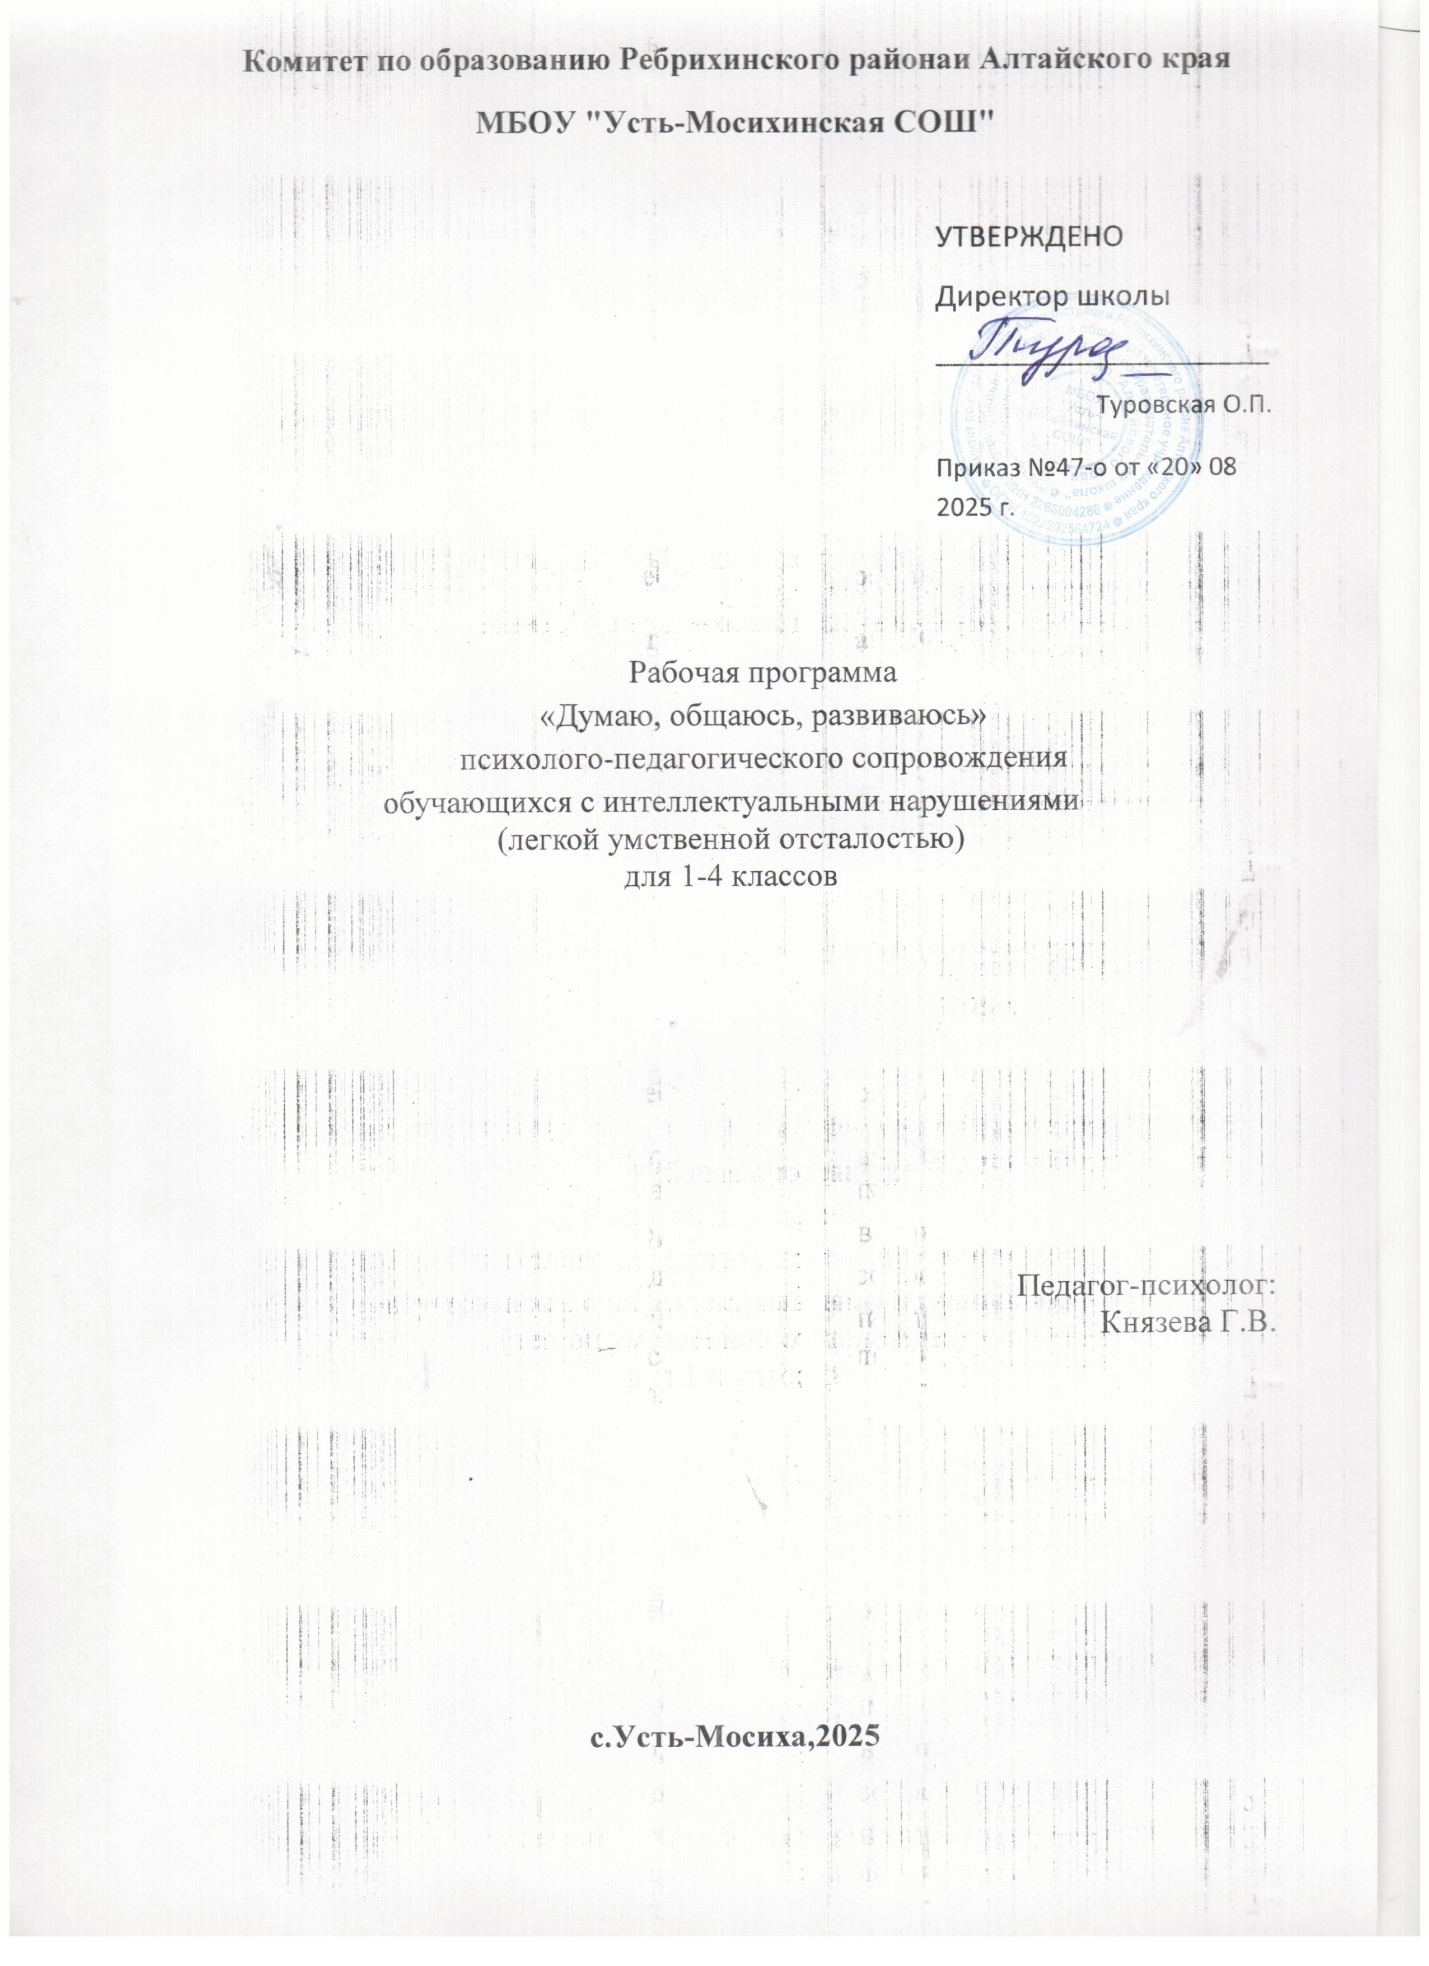 Комитет по образованию Ребрихинского районаи Алтайского края
МБОУ "Усть-Мосихинская СОШ"
УТВЕРЖДЕНО
Директор школы
Туровская О.П.
Приказ №47-о от «20» 08
2025 г.
Рабочая программа
«Думаю, общаюсь, развиваюсь»
психолого-педагогического сопровождения
обучающихся с интеллектуальными нарушениями
(легкой умственной отсталостью)
для 1-4 классов
Педагог-психолог:
Князева Г.В.
с.Усть-Мосиха,2025